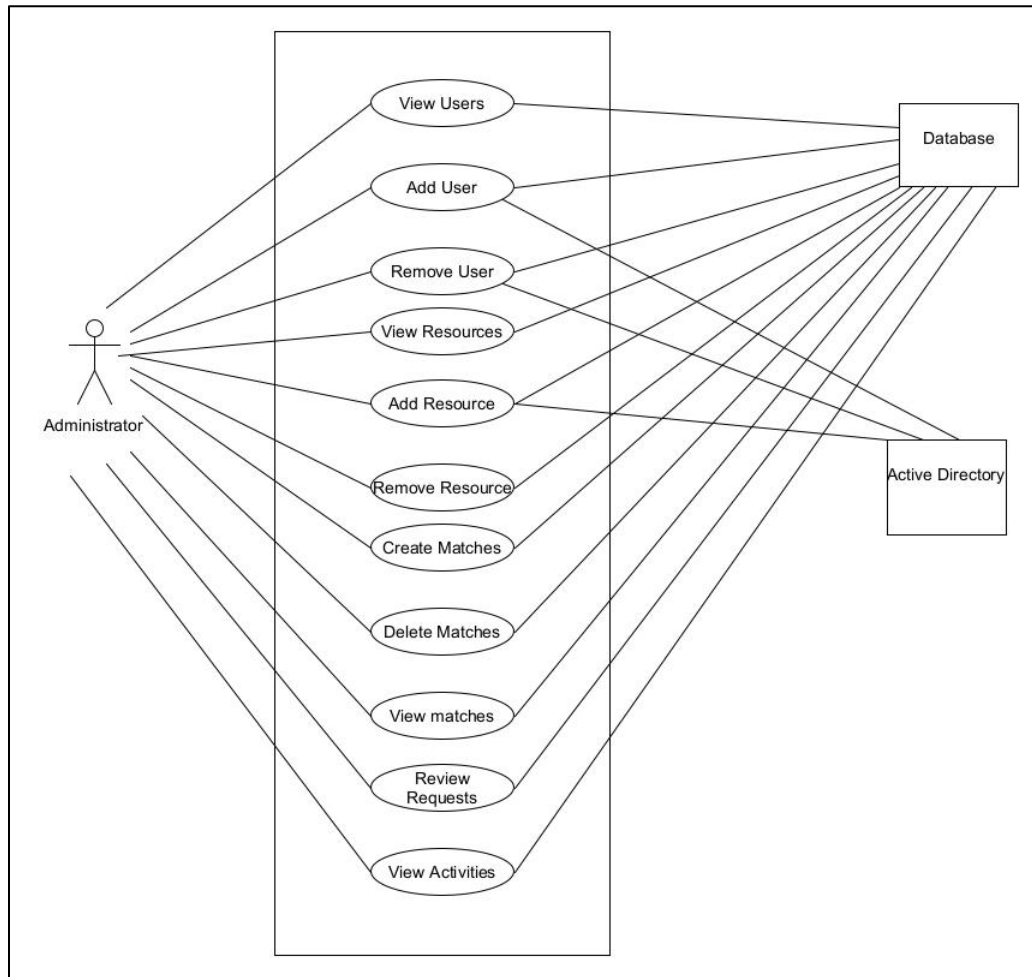 View Users
Database
Add User
Remove User
View Resources
Add Resource
Administrator
Active Directory
Remove Resource
Create Matches
Delete Matches
View matches
Review
Requests
View Activities